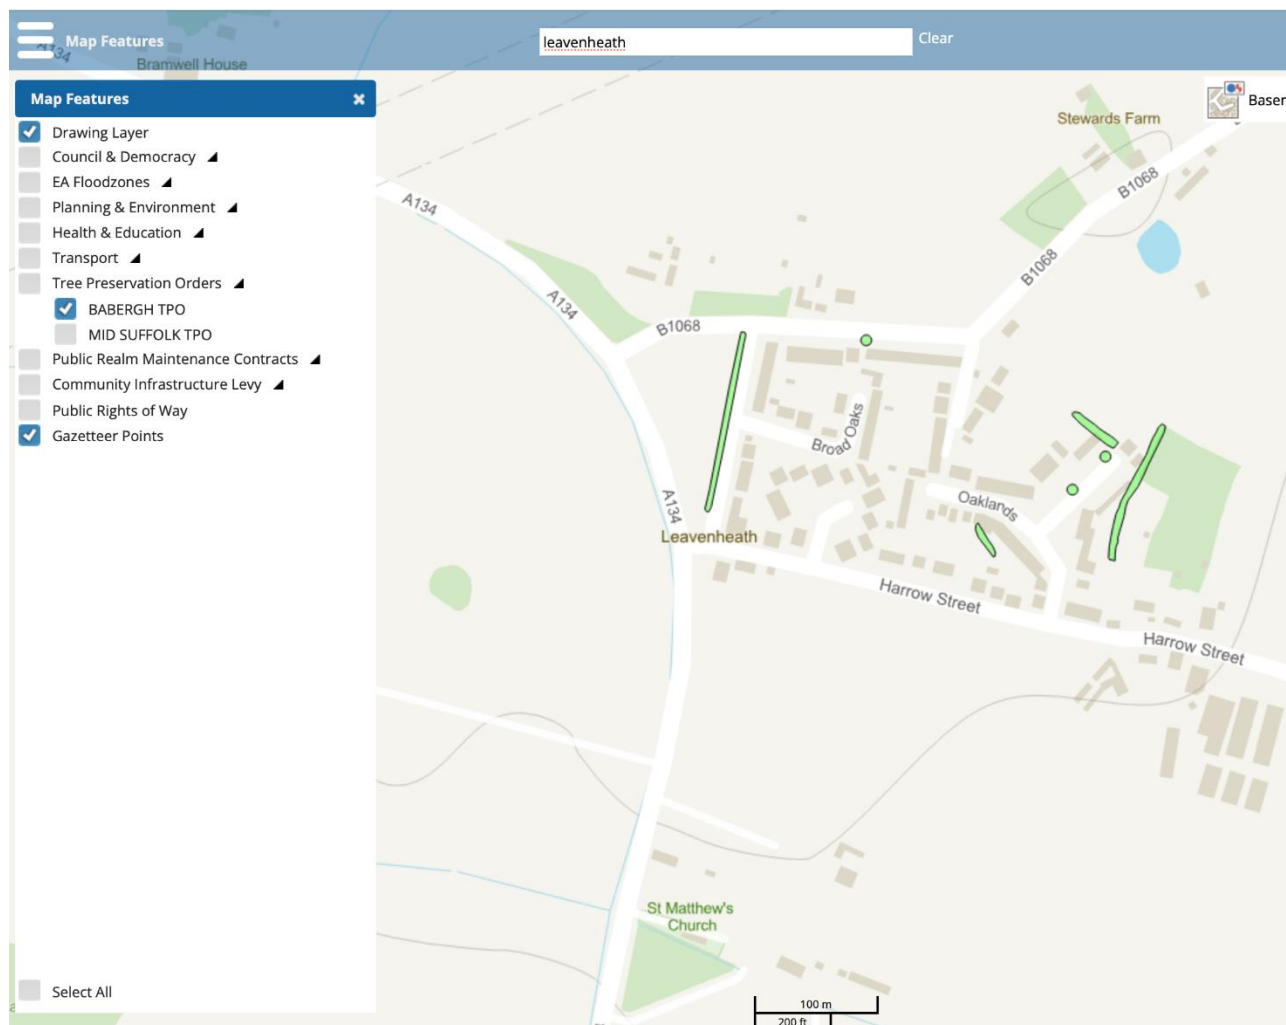 Map Features
leavenheath
Clear
A134
Bramwell House
Map Features
Drawing Layer
Council & Democracy
EA Floodzones
Planning & Environment
Health & Education
Transport
Tree Preservation Orders
BABERGH TPO
MID SUFFOLK TPO
Public Realm Maintenance Contracts
Community Infrastructure Levy
Public Rights of Way
Gazetteer Points
Select All
Baser
Stewards Farm
B1068
A134
B1068
A134
B1068
Broad Oaks
A134
Oaklands
Leavenheath
Harrow Street
Harrow Street
St Matthew's
Church
100 m
200 ft